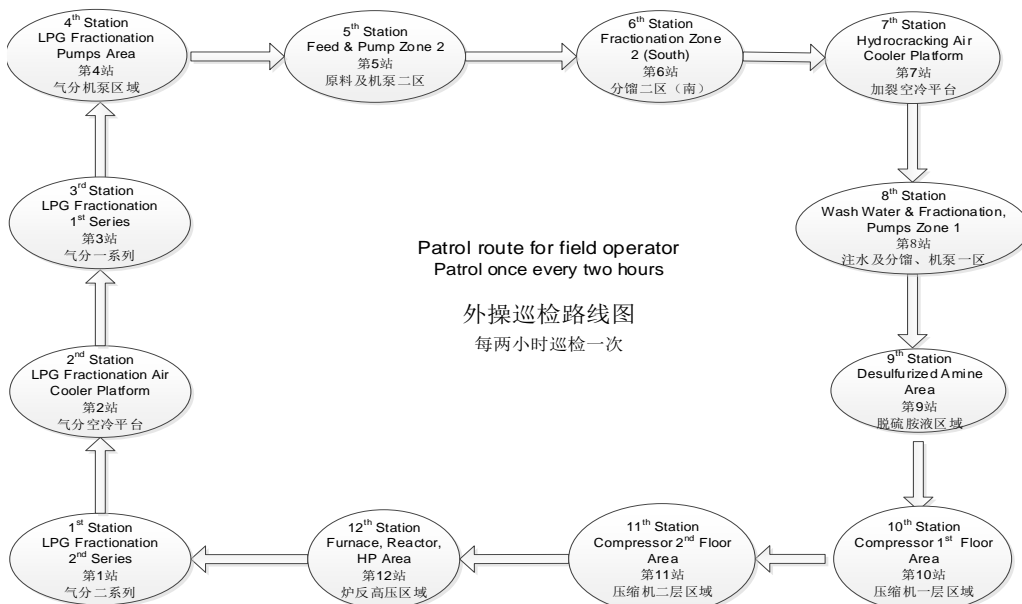 4th Station
LPG Fractionation
Pumps Area
第4站
气分机泵区域
5th Station
Feed & Pump Zone 2
第5站
原料及机泵二区
6th Station
Fractionation Zone
2 (South)
第6站
分馏二区（南）
7th Station
Hydrocracking Air
Cooler Platform
第7站
加裂空冷平台
3rd Station
LPG Fractionation
1st Series
第3站
气分一系列
8th Station
Wash Water & Fractionation,
Pumps Zone 1
第8站
注水及分馏、机泵一区
Patrol route for field operator
Patrol once every two hours
外操巡检路线图
每两小时巡检一次
2nd Station
LPG Fractionation Air
Cooler Platform
第2站
气分空冷平台
9th Station
Desulfurized Amine
Area
第9站
脱硫胺液区域
1st Station
LPG Fractionation
2nd Series
第1站
气分二系列
12th Station
Furnace, Reactor,
HP Area
第12站
炉反高压区域
11th Station
Compressor 2nd Floor
Area
第11站
压缩机二层区域
10th Station
Compressor 1st Floor
Area
第10站
压缩机一层区域